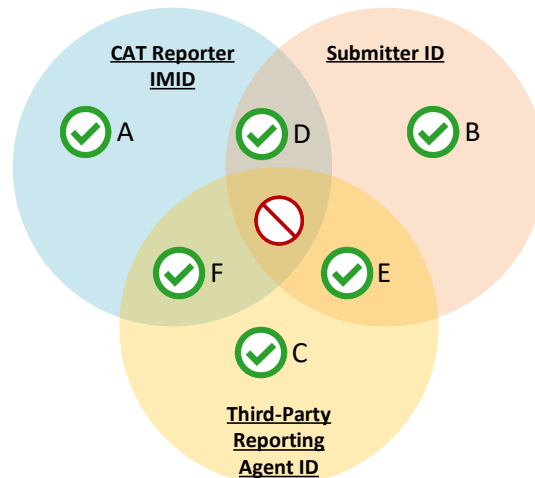 CAT Reporter
IMID
Submitter ID
A
D
B
F
E
C
Third-Party
Reporting
Agent ID